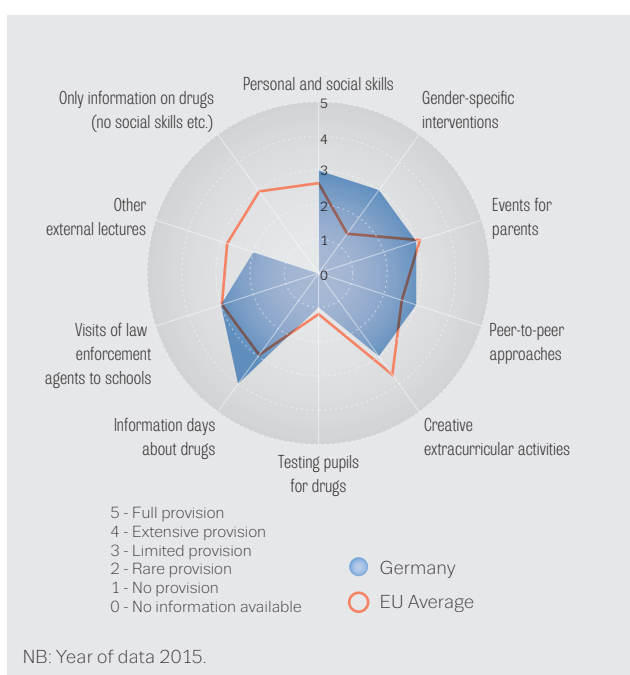 Personal and social skills
Only information on drugs
(no social skills etc.)
Gender-specific
interventions
5
4
3
2
1
0
Other
external lectures
Events for
parents
Visits of law
enforcement
agents to schools
Peer-to-peer
approaches
Information days
about drugs
Creative
extracurricular activities
Testing pupils
for drugs
5 - Full provision
4 - Extensive provision
3 - Limited provision
2 - Rare provision
1 - No provision
0 - No information available
Germany
EU Average
NB: Year of data 2015.